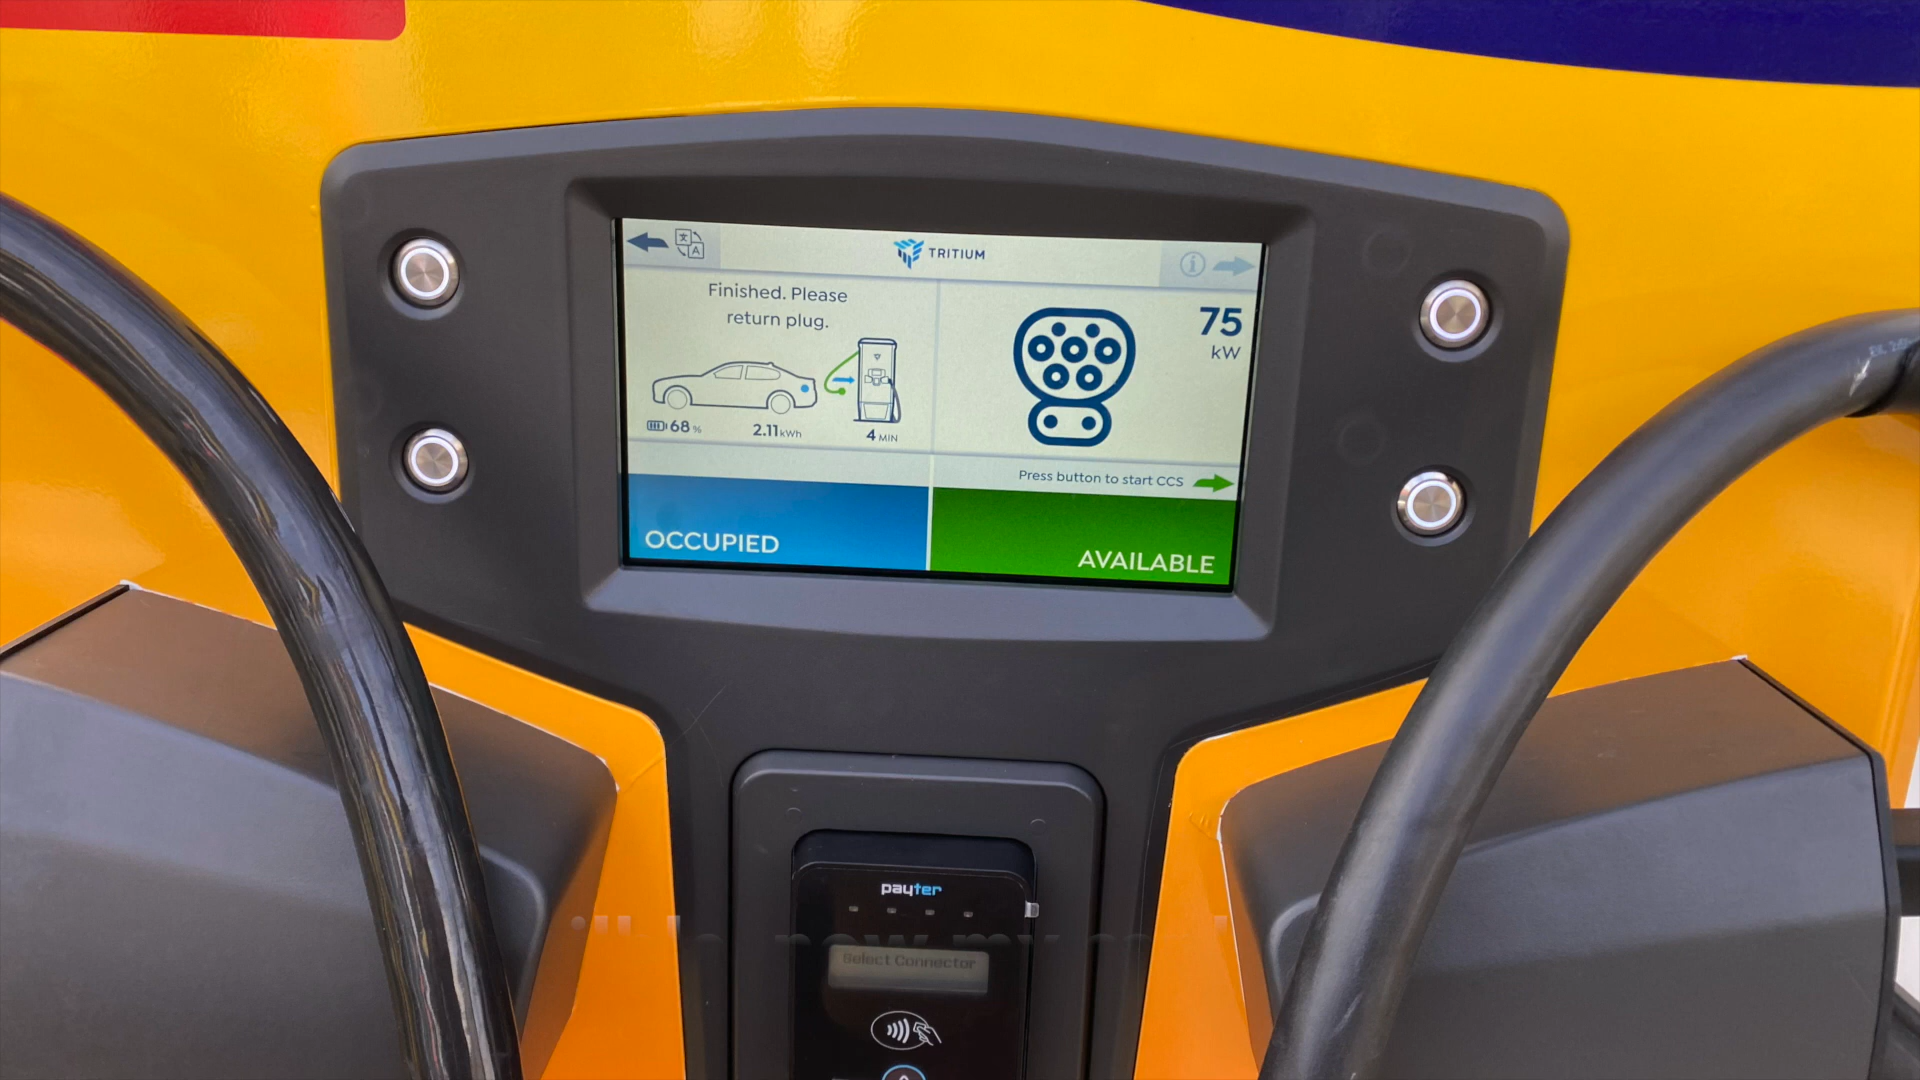 TRITIUM
Finished. Please
return plug.
68 %
2.11 kWh
4 MIN
75
kW
Press button to start CCS
OCCUPIED
AVAILABLE
payter
Select Connector